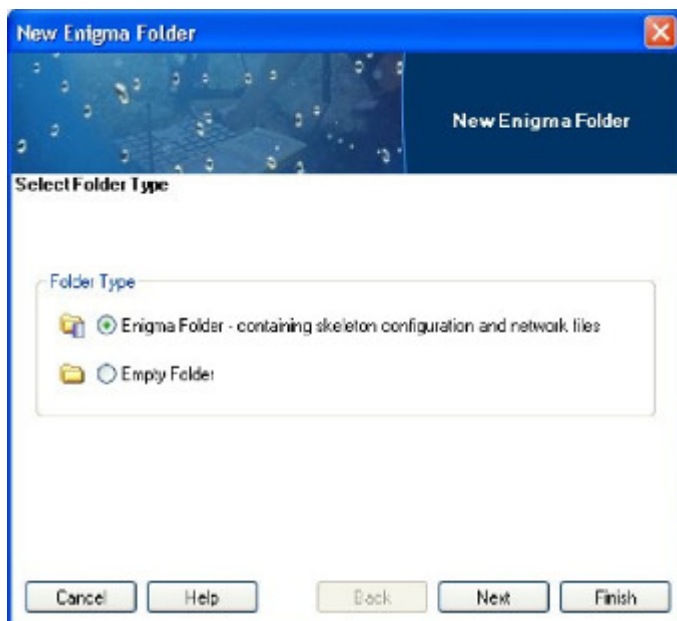 New Enigma Folder
New Enigma Folder
Select Folder Type
Folder Type
Enigma Folder - containing skeleton configuration and network files
Empty Folder
Cancel Help Back Next Finish